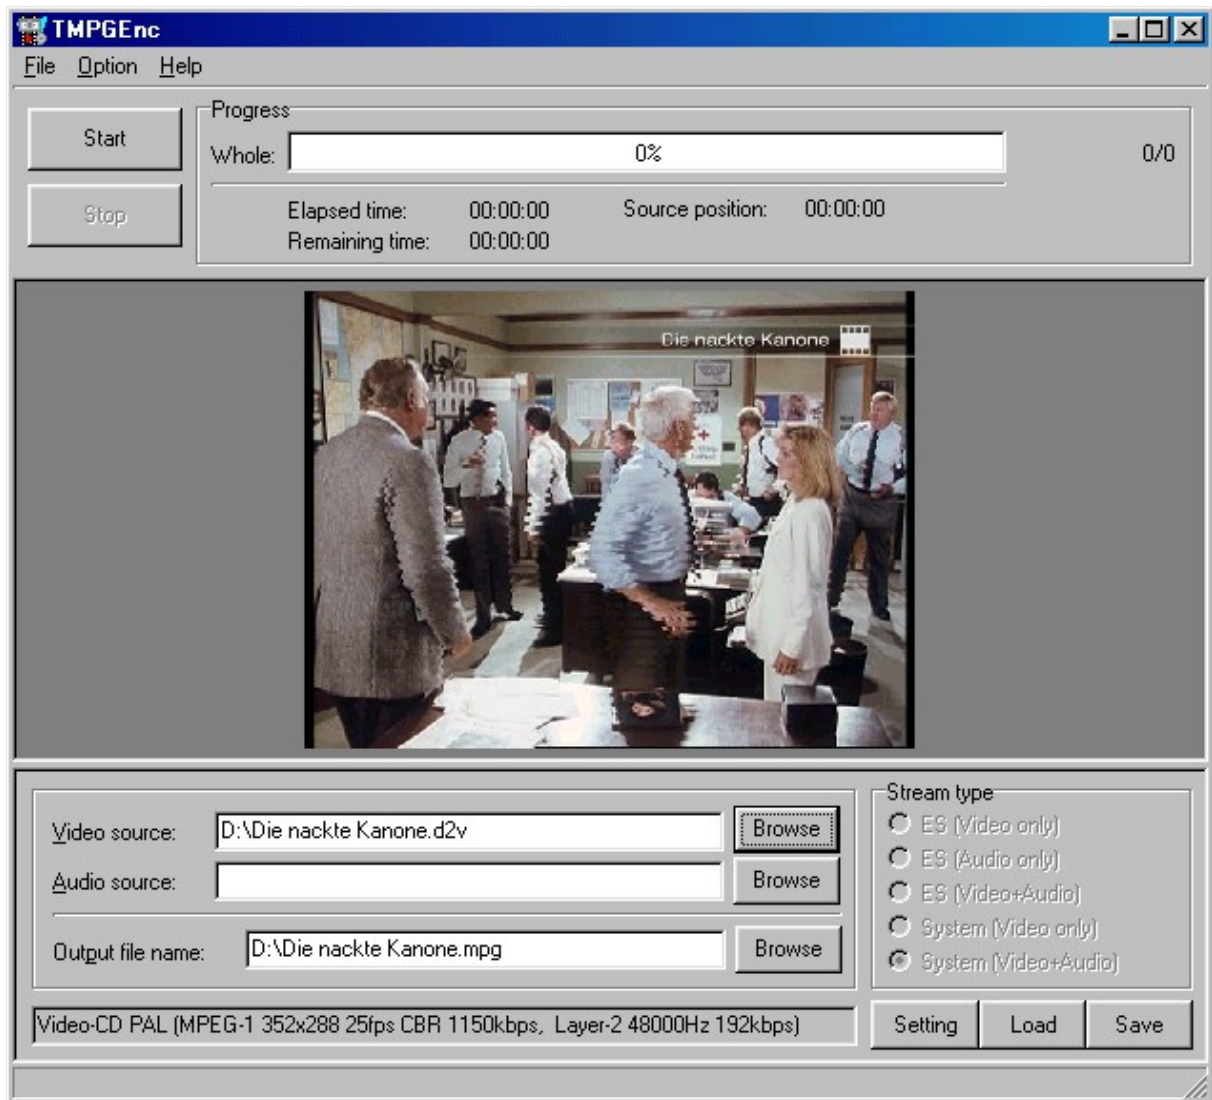 TMPGEnc
File Option Help
Start
Stop
Progress
Whole: 0% 0/0
Elapsed time: 00:00:00 Source position: 00:00:00
Remaining time: 00:00:00
Die nackte Kanone
Video source: D:\Die nackte Kanone.d2v Browse
Audio source: Browse
Output file name: D:\Die nackte Kanone.mpg Browse
Stream type
ES (Video only)
ES (Audio only)
ES (Video+Audio)
System (Video only)
System (Video+Audio)
Video-CD PAL (MPEG-1 352x288 25fps CBR 1150kbps, Layer-2 48000Hz 192kbps)
Setting Load Save